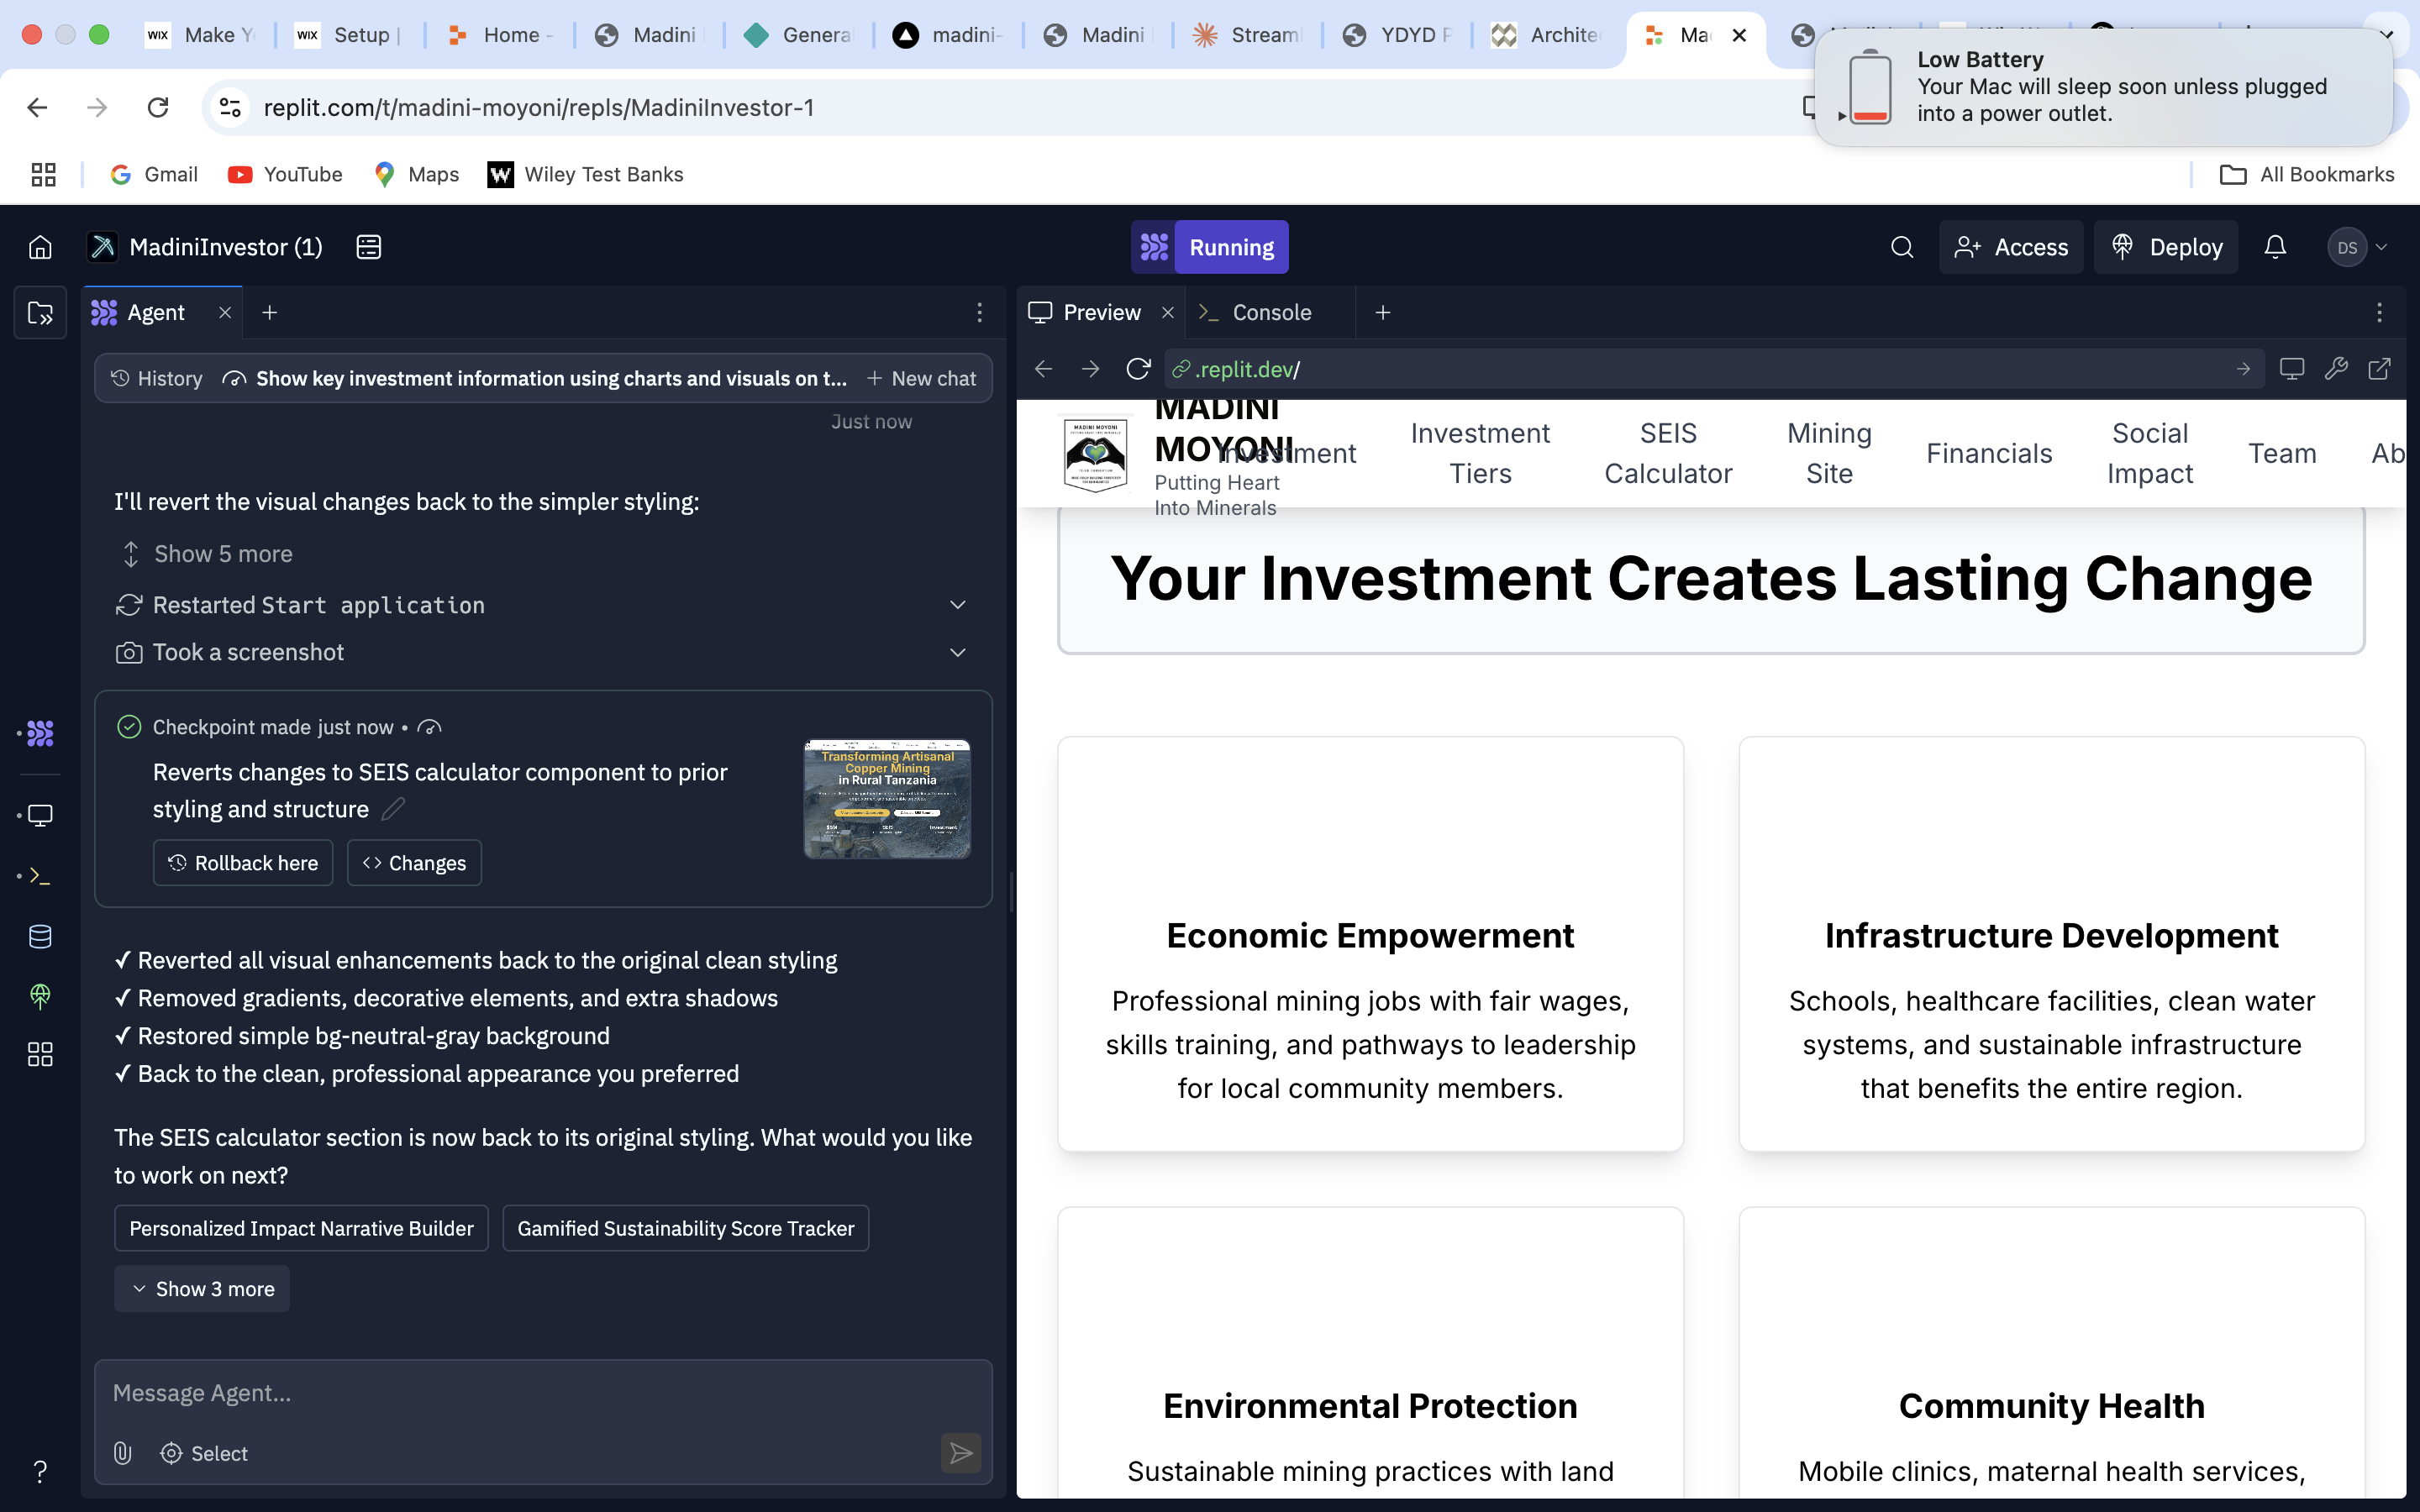 WIX Make Y
WIX Setup |
Home -
Madini
Genera
madini-
Madini
Stream
YDYD P
Archite
Ma
Low Battery
Your Mac will sleep soon unless plugged
into a power outlet.
replit.com/t/madini-moyoni/repls/MadiniInvestor-1
Gmail
YouTube
Maps
W Wiley Test Banks
All Bookmarks
MadiniInvestor (1)
Running
Access
Deploy
DS
Agent
Preview
Console
History
Show key investment information using charts and visuals on t...
New chat
.replit.dev/
Just now
I'll revert the visual changes back to the simpler styling:
Show 5 more
Restarted Start application
Took a screenshot
Checkpoint made just now •
Reverts changes to SEIS calculator component to prior
styling and structure
Transforming Artisanal
Copper Mining
in Rural Tanzania
Rollback here
Changes
✓ Reverted all visual enhancements back to the original clean styling
✓ Removed gradients, decorative elements, and extra shadows
✓ Restored simple bg-neutral-gray background
✓ Back to the clean, professional appearance you preferred
The SEIS calculator section is now back to its original styling. What would you like
to work on next?
Personalized Impact Narrative Builder
Gamified Sustainability Score Tracker
Show 3 more
Message Agent...
Select
?
MADINI MOYONI
MADINI
MOYONI
Putting Heart
Into Minerals
Investment
Investment
Tiers
SEIS
Calculator
Mining
Site
Financials
Social
Impact
Team
Ab
Your Investment Creates Lasting Change
Economic Empowerment
Professional mining jobs with fair wages,
skills training, and pathways to leadership
for local community members.
Infrastructure Development
Schools, healthcare facilities, clean water
systems, and sustainable infrastructure
that benefits the entire region.
Environmental Protection
Sustainable mining practices with land
Community Health
Mobile clinics, maternal health services,